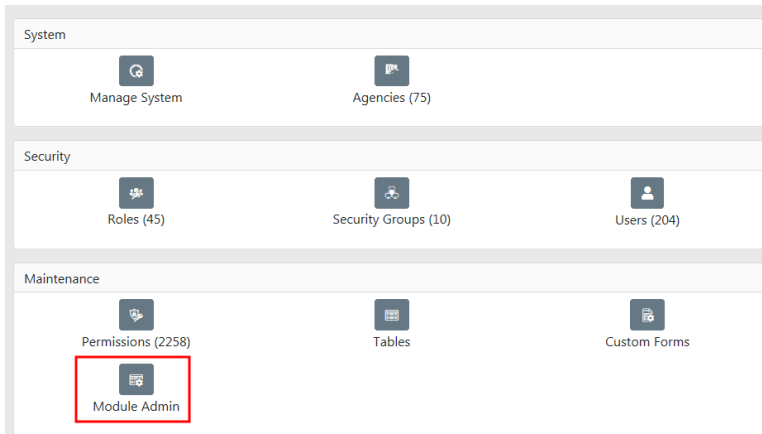 System
Manage System
Agencies (75)
Security
Roles (45)
Security Groups (10)
Users (204)
Maintenance
Permissions (2258)
Tables
Custom Forms
Module Admin